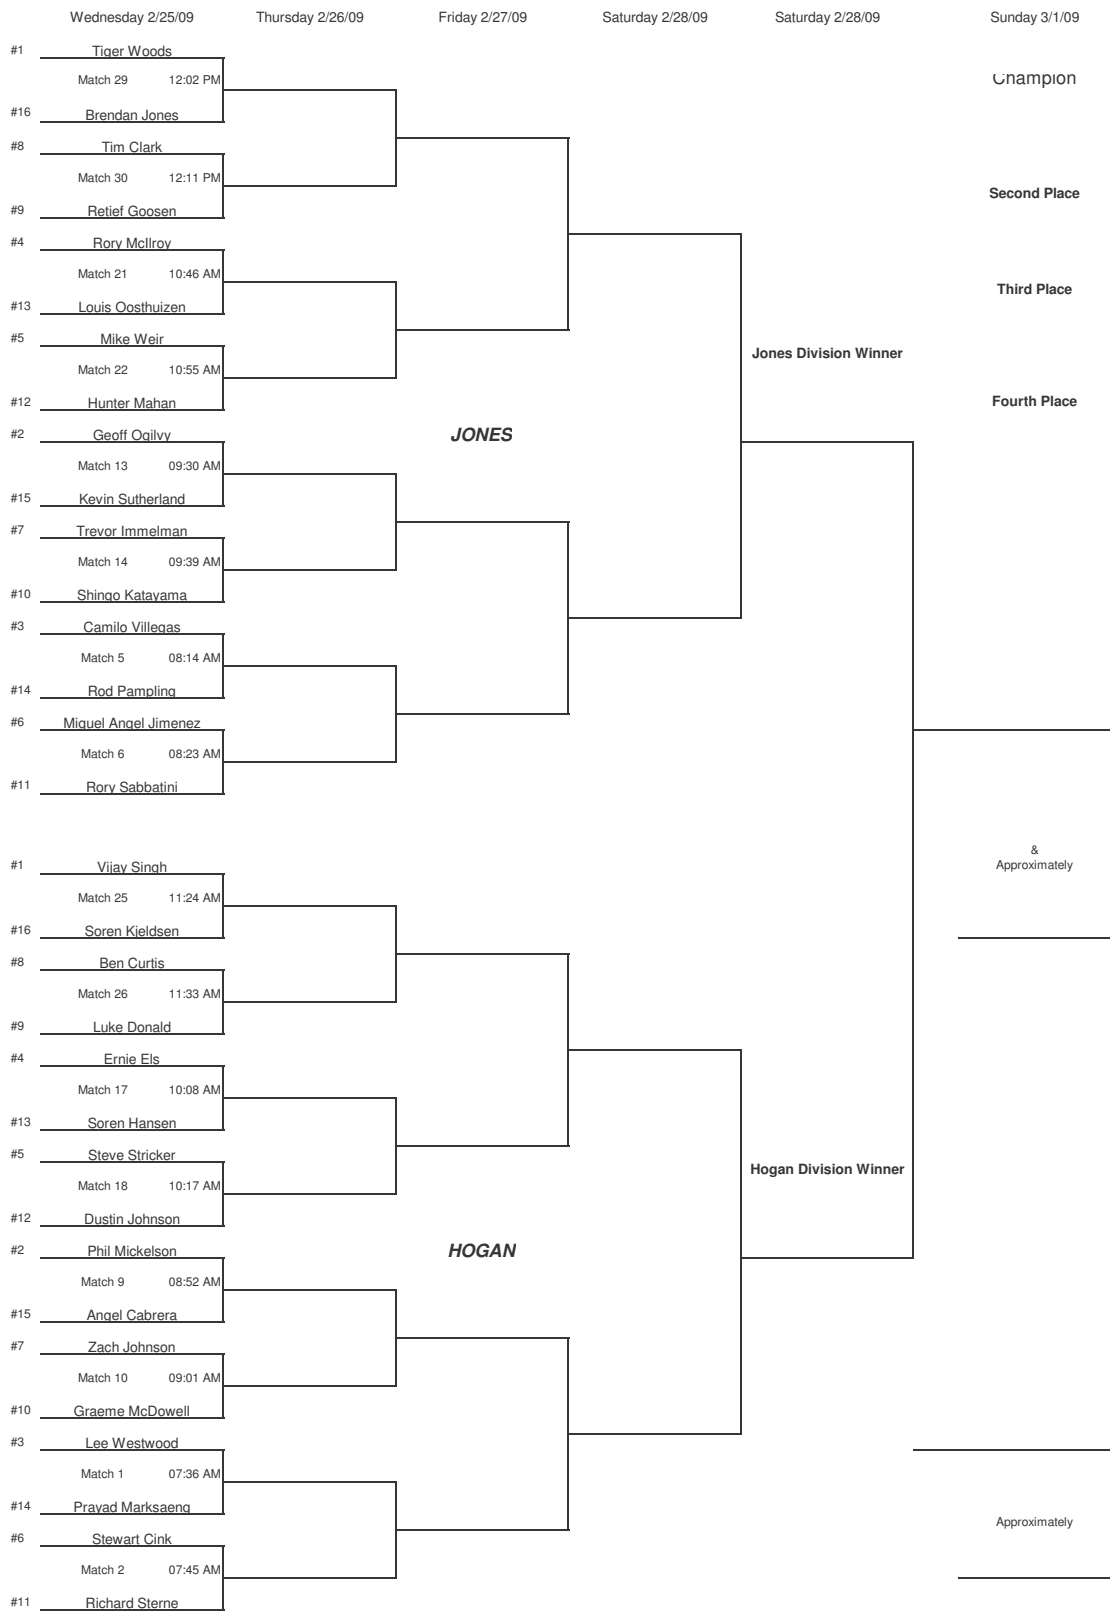 Wednesday 2/25/09 Thursday 2/26/09 Friday 2/27/09 Saturday 2/28/09 Saturday 2/28/09 Sunday 3/1/09
#1 Tiger Woods
Match 29 12:02 PM
Champion
#16 Brendan Jones
#8 Tim Clark
Match 30 12:11 PM
Second Place
#9 Retief Goosen
#4 Rory McIlroy
Match 21 10:46 AM
Third Place
#13 Louis Oosthuizen
#5 Mike Weir
Jones Division Winner
Match 22 10:55 AM
#12 Hunter Mahan
Fourth Place
#2 Geoff Ogilvy
JONES
Match 13 09:30 AM
#15 Kevin Sutherland
#7 Trevor Immelman
Match 14 09:39 AM
#10 Shingo Katayama
#3 Camilo Villegas
Match 5 08:14 AM
#14 Rod Pampling
#6 Miguel Angel Jimenez
Match 6 08:23 AM
#11 Rory Sabbatini
&
Approximately
#1 Vijay Singh
Match 25 11:24 AM
#16 Soren Kjeldsen
#8 Ben Curtis
Match 26 11:33 AM
#9 Luke Donald
#4 Ernie Els
Match 17 10:08 AM
#13 Soren Hansen
#5 Steve Stricker
Hogan Division Winner
Match 18 10:17 AM
#12 Dustin Johnson
#2 Phil Mickelson
HOGAN
Match 9 08:52 AM
#15 Angel Cabrera
#7 Zach Johnson
Match 10 09:01 AM
#10 Graeme McDowell
#3 Lee Westwood
Match 1 07:36 AM
#14 Prayad Marksaeng
Approximately
#6 Stewart Cink
Match 2 07:45 AM
#11 Richard Sterne